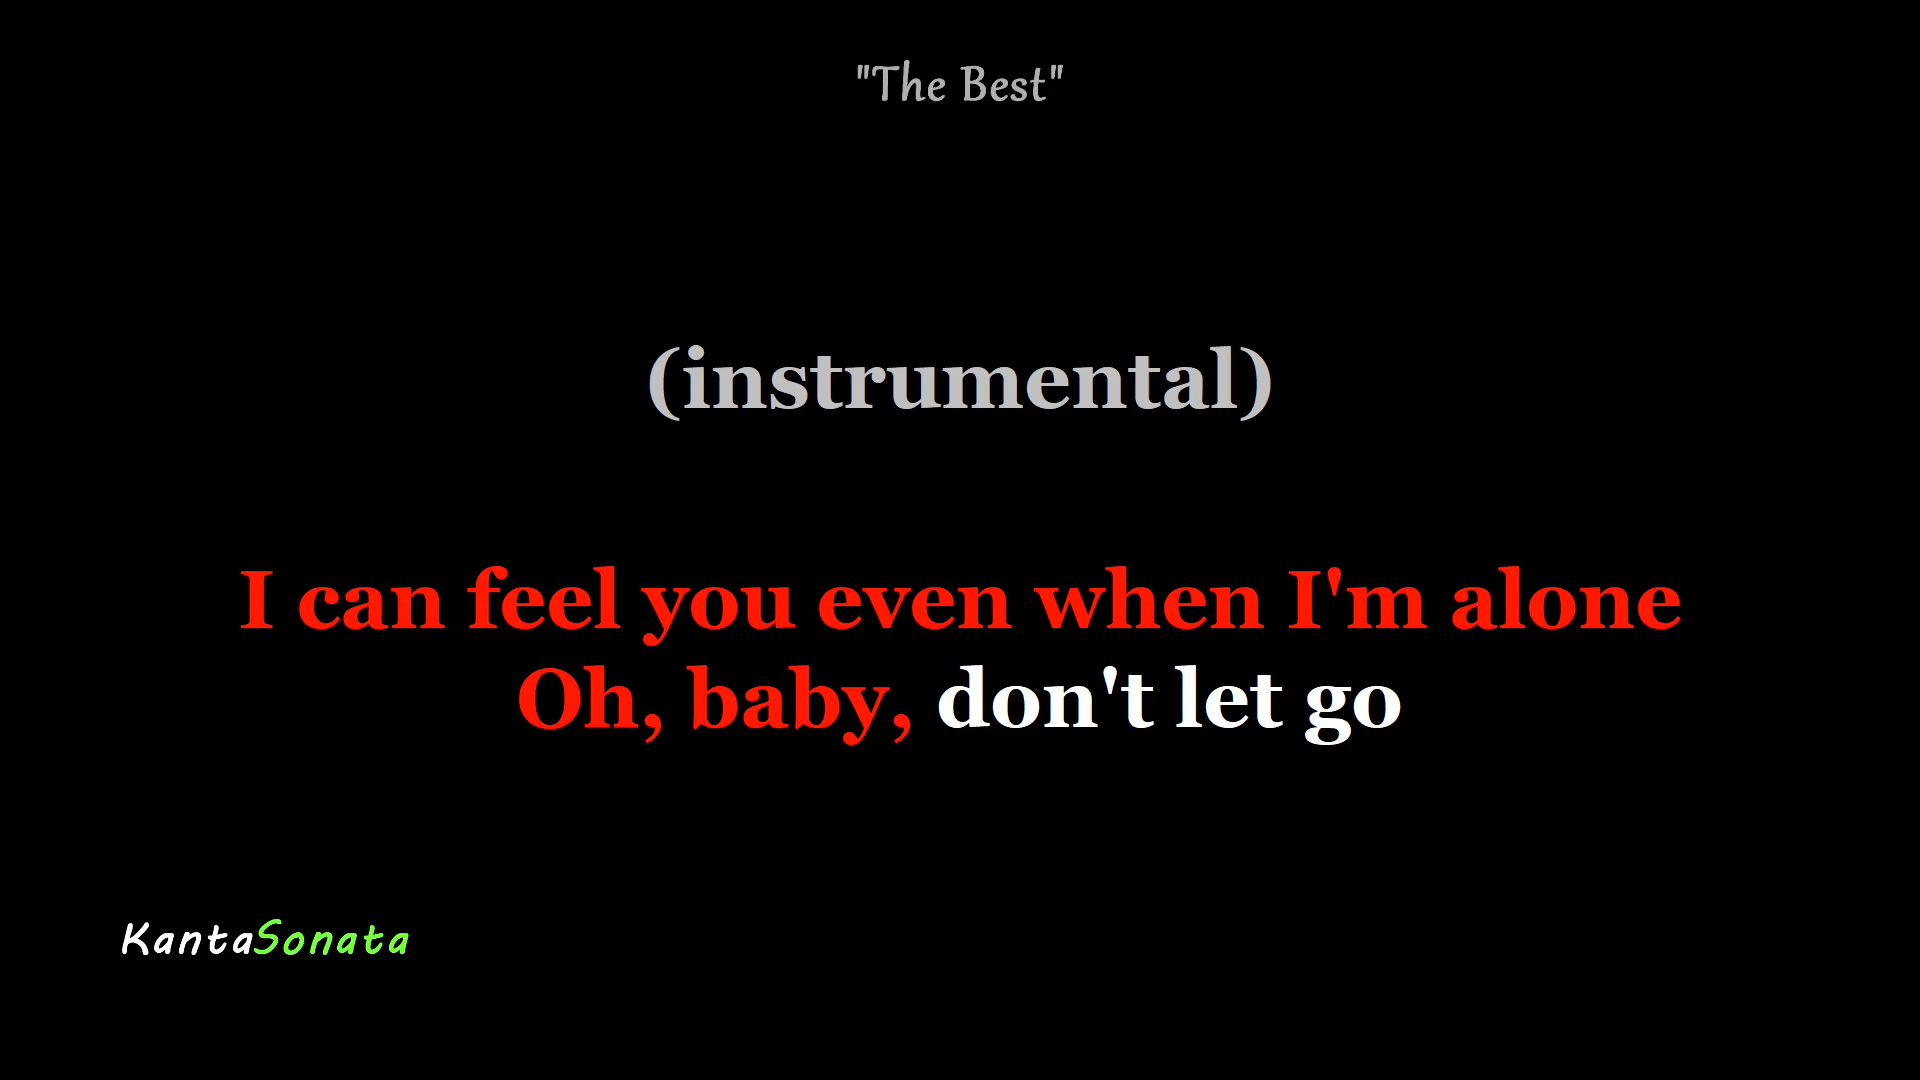 "The Best"
(instrumental)
I can feel you even when I'm alone
Oh, baby, don't let go
KantaSonata